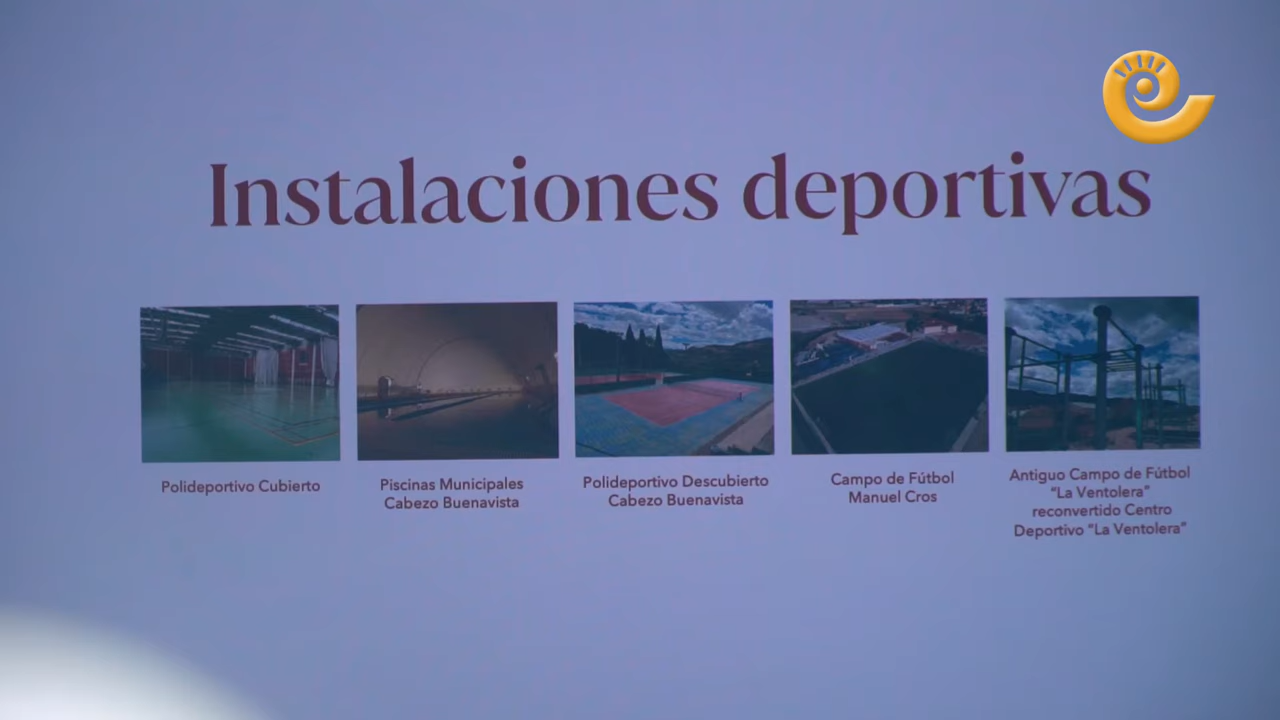 Instalaciones deportivas
Polideportivo Cubierto
Piscinas Municipales
Cabezo Buenavista
Polideportivo Descubierto
Cabezo Buenavista
Campo de Fútbol
Manuel Cros
Antiguo Campo de Fútbol
“La Ventolera”
reconvertido Centro
Deportivo “La Ventolera”